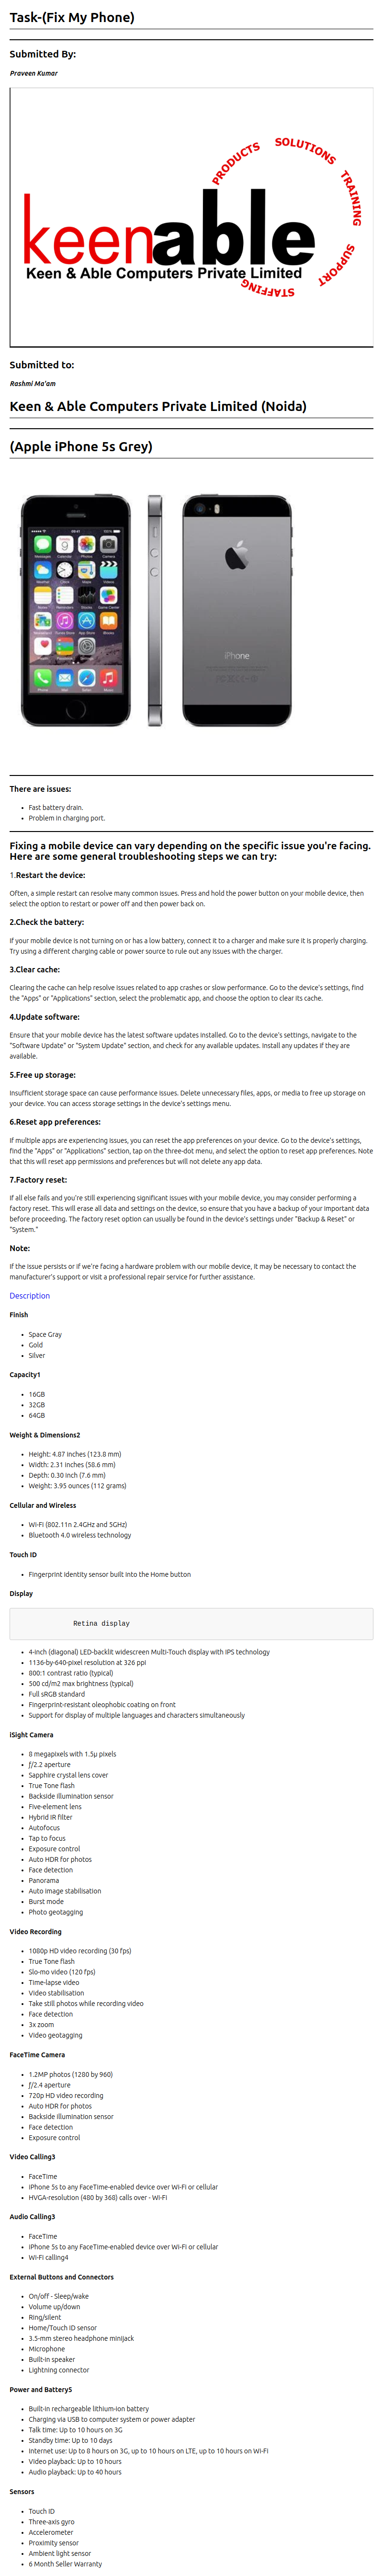 Task-(Fix My Phone)
Submitted By:
Praveen Kumar
PRODUCTS SOLUTIONS TRAINING SUPPORT STAFFING
keenable
Keen & Able Computers Private Limited
Submitted to:
Rashmi Ma'am
Keen & Able Computers Private Limited (Noida)
(Apple iPhone 5s Grey)
iPhone
There are issues:
• Fast battery drain.
• Problem in charging port.
Fixing a mobile device can vary depending on the specific issue you're facing.
Here are some general troubleshooting steps we can try:
1.Restart the device:
Often, a simple restart can resolve many common issues. Press and hold the power button on your mobile device, then
select the option to restart or power off and then power back on.
2.Check the battery:
If your mobile device is not turning on or has a low battery, connect it to a charger and make sure it is properly charging.
Try using a different charging cable or power source to rule out any issues with the charger.
3.Clear cache:
Clearing the cache can help resolve issues related to app crashes or slow performance. Go to the device's settings, find
the "Apps" or "Applications" section, select the problematic app, and choose the option to clear its cache.
4.Update software:
Ensure that your mobile device has the latest software updates installed. Go to the device's settings, navigate to the
"Software Update" or "System Update" section, and check for any available updates. Install any updates if they are
available.
5.Free up storage:
Insufficient storage space can cause performance issues. Delete unnecessary files, apps, or media to free up storage on
your device. You can access storage settings in the device's settings menu.
6.Reset app preferences:
If multiple apps are experiencing issues, you can reset the app preferences on your device. Go to the device's settings,
find the "Apps" or "Applications" section, tap on the three-dot menu, and select the option to reset app preferences. Note
that this will reset app permissions and preferences but will not delete any app data.
7.Factory reset:
If all else fails and you're still experiencing significant issues with your mobile device, you may consider performing a
factory reset. This will erase all data and settings on the device, so ensure that you have a backup of your important data
before proceeding. The factory reset option can usually be found in the device's settings under "Backup & Reset" or
"System."
Note:
If the issue persists or if we're facing a hardware problem with our mobile device, it may be necessary to contact the
manufacturer's support or visit a professional repair service for further assistance.
Description
Finish
• Space Gray
• Gold
• Silver
Capacity1
• 16GB
• 32GB
• 64GB
Weight & Dimensions2
• Height: 4.87 inches (123.8 mm)
• Width: 2.31 inches (58.6 mm)
• Depth: 0.30 inch (7.6 mm)
• Weight: 3.95 ounces (112 grams)
Cellular and Wireless
• Wi-Fi (802.11n 2.4GHz and 5GHz)
• Bluetooth 4.0 wireless technology
Touch ID
• Fingerprint identity sensor built into the Home button
Display
Retina display
• 4-inch (diagonal) LED-backlit widescreen Multi-Touch display with IPS technology
• 1136-by-640-pixel resolution at 326 ppi
• 800:1 contrast ratio (typical)
• 500 cd/m2 max brightness (typical)
• Full sRGB standard
• Fingerprint-resistant oleophobic coating on front
• Support for display of multiple languages and characters simultaneously
iSight Camera
• 8 megapixels with 1.5µ pixels
• ƒ/2.2 aperture
• Sapphire crystal lens cover
• True Tone flash
• Backside illumination sensor
• Five-element lens
• Hybrid IR filter
• Autofocus
• Tap to focus
• Exposure control
• Auto HDR for photos
• Face detection
• Panorama
• Auto image stabilisation
• Burst mode
• Photo geotagging
Video Recording
• 1080p HD video recording (30 fps)
• True Tone flash
• Slo-mo video (120 fps)
• Time-lapse video
• Video stabilisation
• Take still photos while recording video
• Face detection
• 3x zoom
• Video geotagging
FaceTime Camera
• 1.2MP photos (1280 by 960)
• ƒ/2.4 aperture
• 720p HD video recording
• Auto HDR for photos
• Backside illumination sensor
• Face detection
• Exposure control
Video Calling3
• FaceTime
• iPhone 5s to any FaceTime-enabled device over Wi-Fi or cellular
• HVGA-resolution (480 by 368) calls over - Wi-Fi
Audio Calling3
• FaceTime
• iPhone 5s to any FaceTime-enabled device over Wi-Fi or cellular
• Wi-Fi calling4
External Buttons and Connectors
• On/off - Sleep/wake
• Volume up/down
• Ring/silent
• Home/Touch ID sensor
• 3.5-mm stereo headphone minijack
• Microphone
• Built-in speaker
• Lightning connector
Power and Battery5
• Built-in rechargeable lithium-ion battery
• Charging via USB to computer system or power adapter
• Talk time: Up to 10 hours on 3G
• Standby time: Up to 10 days
• Internet use: Up to 8 hours on 3G, up to 10 hours on LTE, up to 10 hours on Wi-Fi
• Video playback: Up to 10 hours
• Audio playback: Up to 40 hours
Sensors
• Touch ID
• Three-axis gyro
• Accelerometer
• Proximity sensor
• Ambient light sensor
• 6 Month Seller Warranty